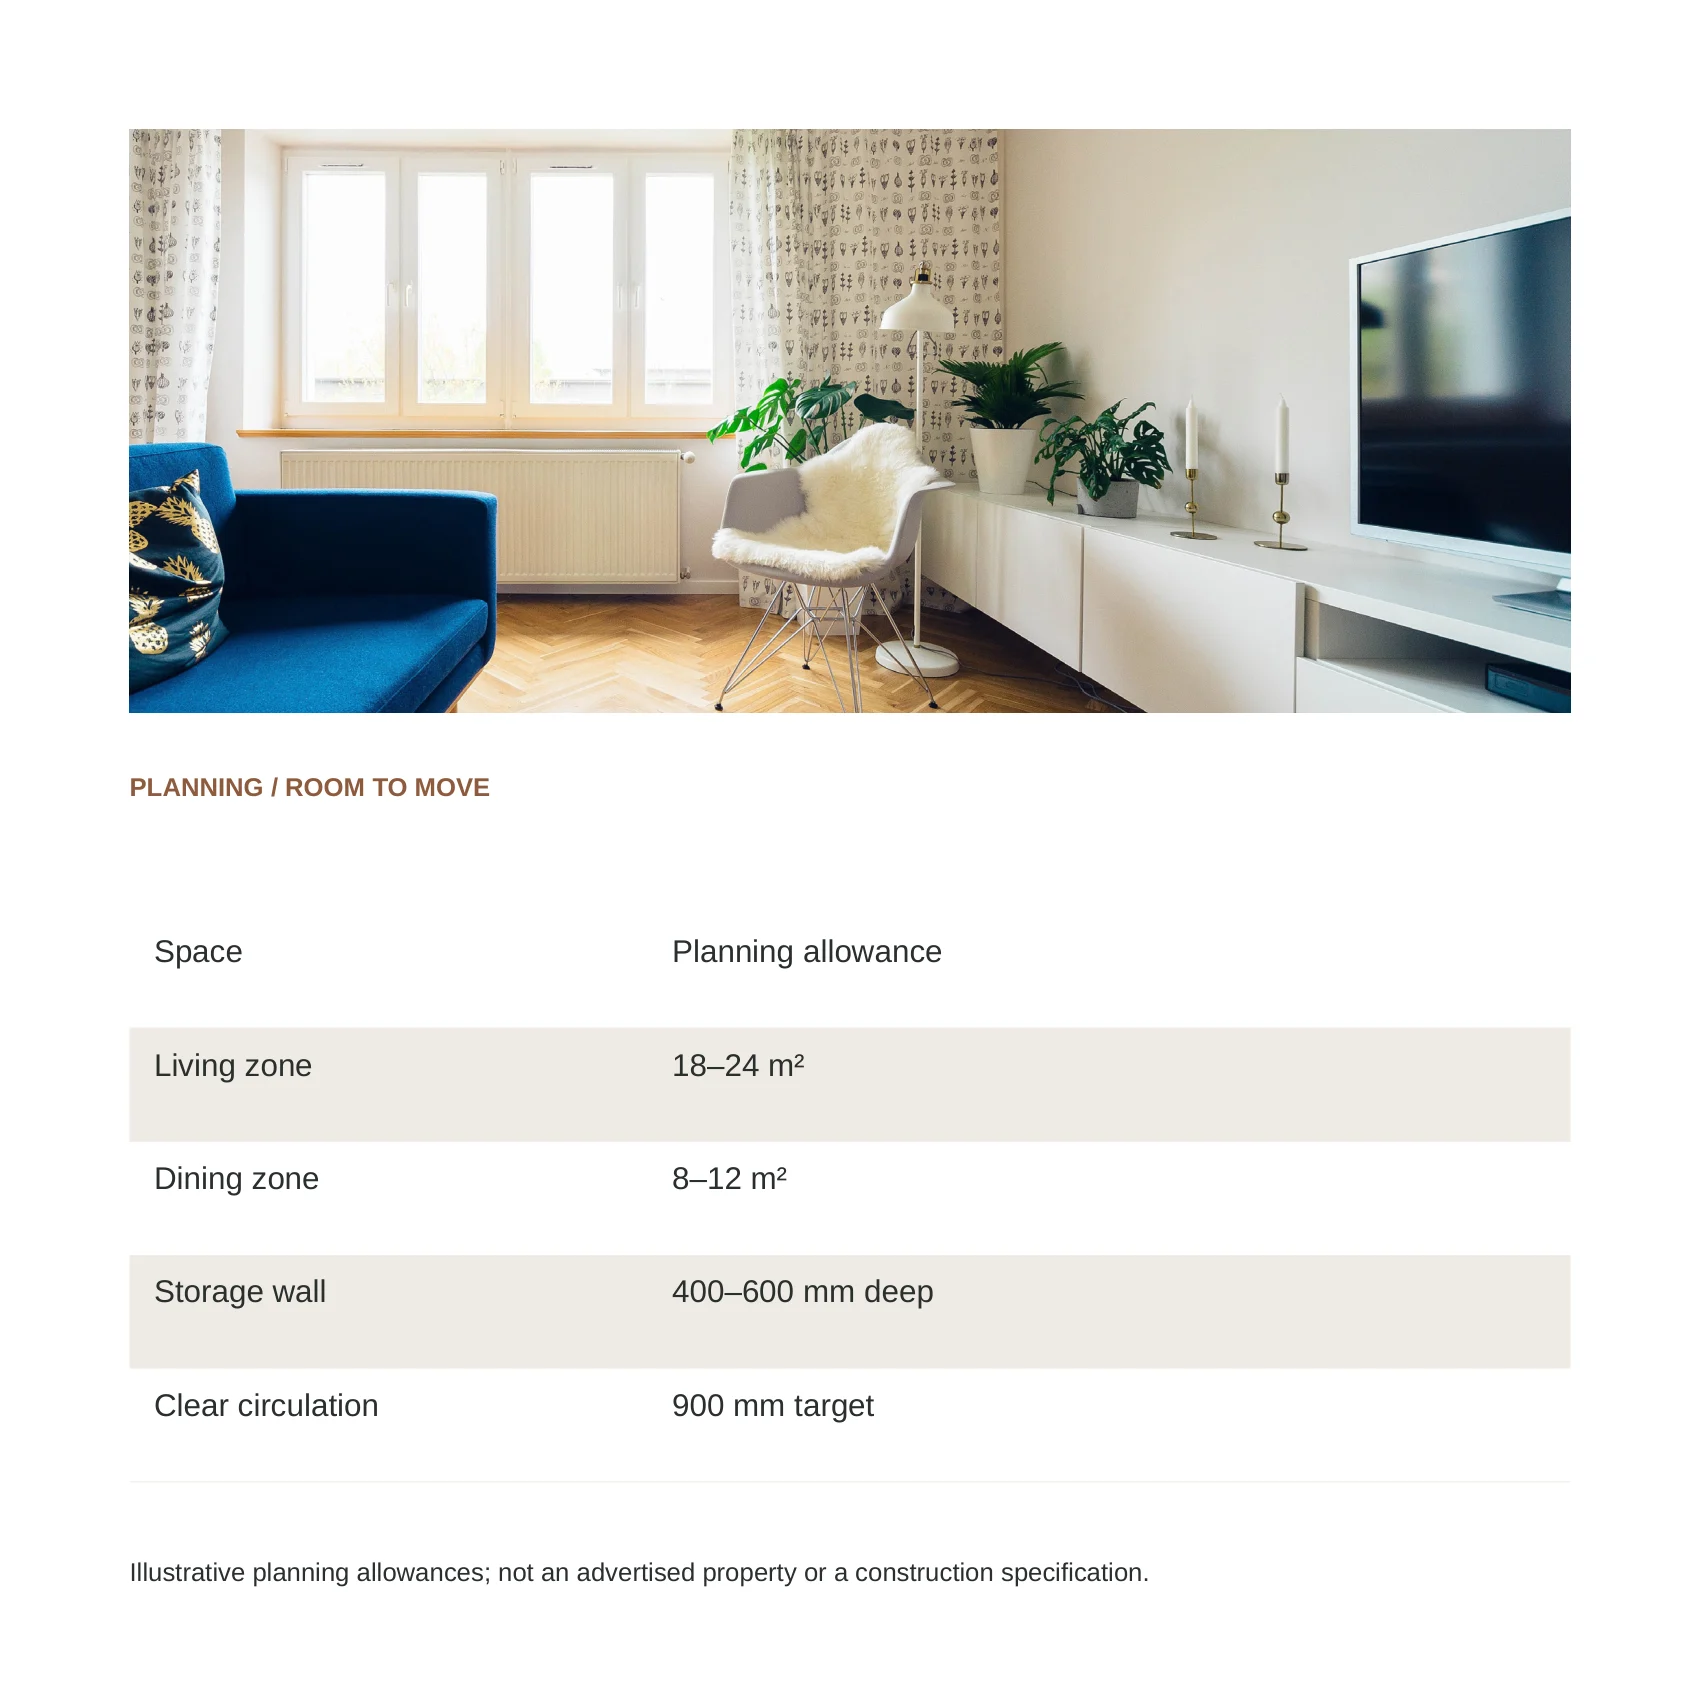 PLANNING / ROOM TO MOVE
Space Planning allowance
Living zone 18–24 m²
Dining zone 8–12 m²
Storage wall 400–600 mm deep
Clear circulation 900 mm target
Illustrative planning allowances; not an advertised property or a construction specification.